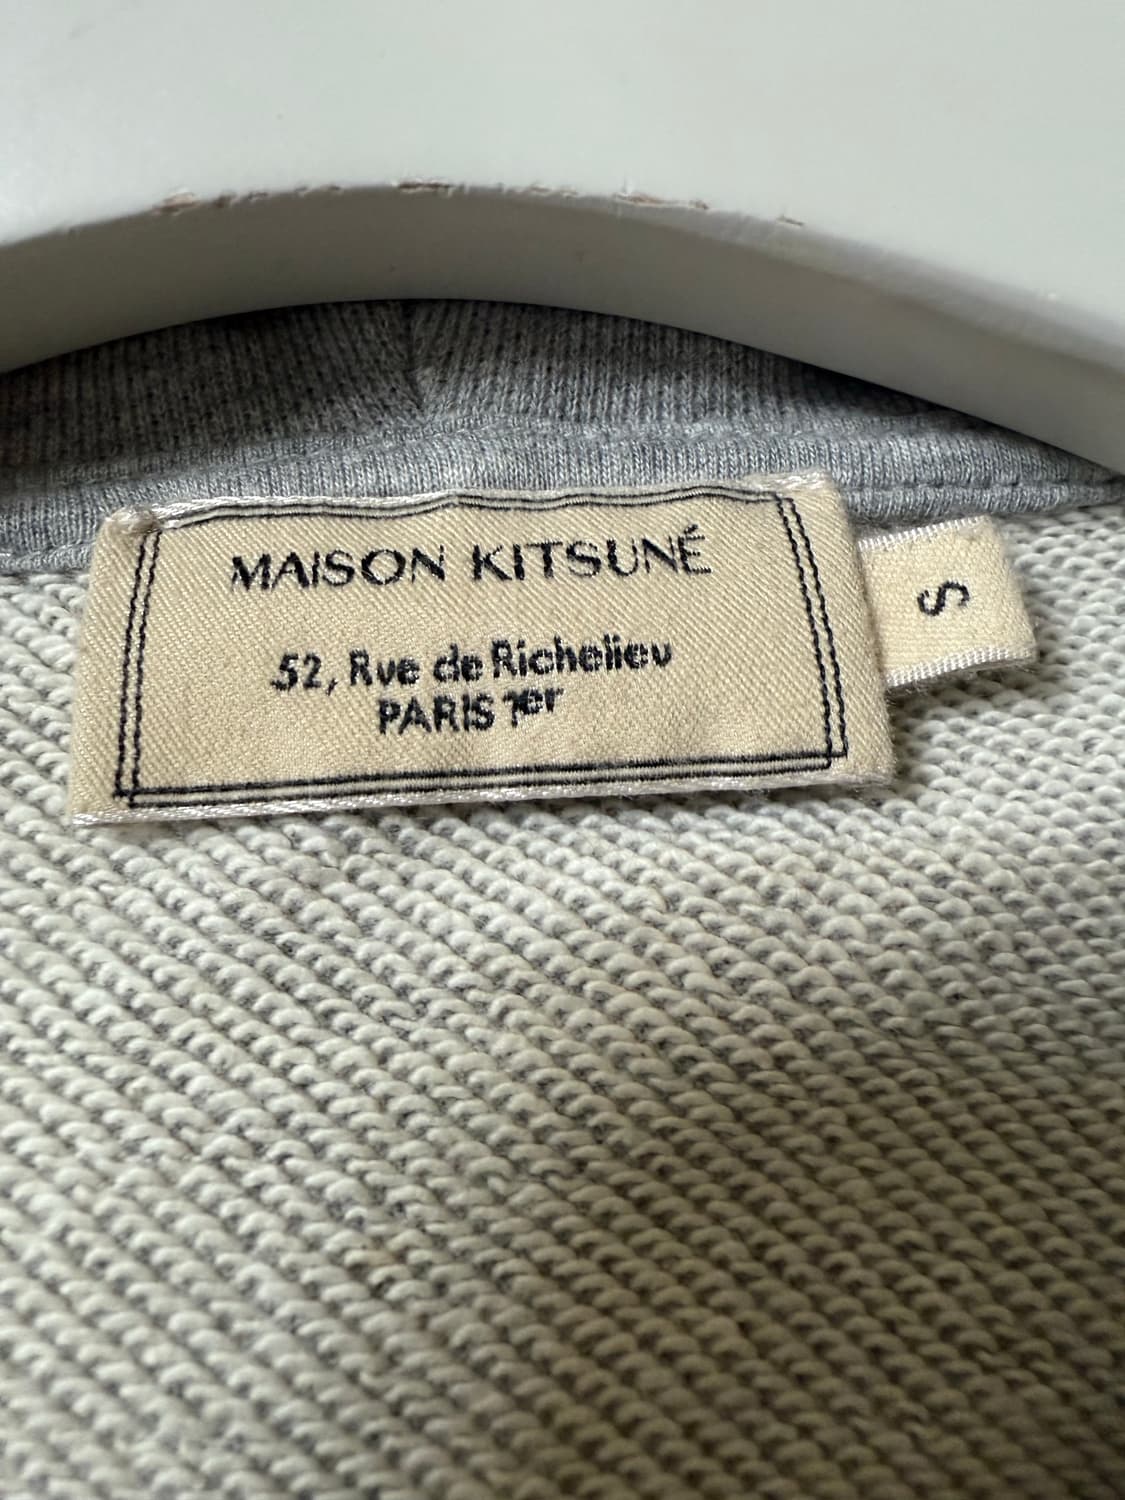 MAISON KITSUNÉ
52, Rue de Richelieu
PARIS 1er
S